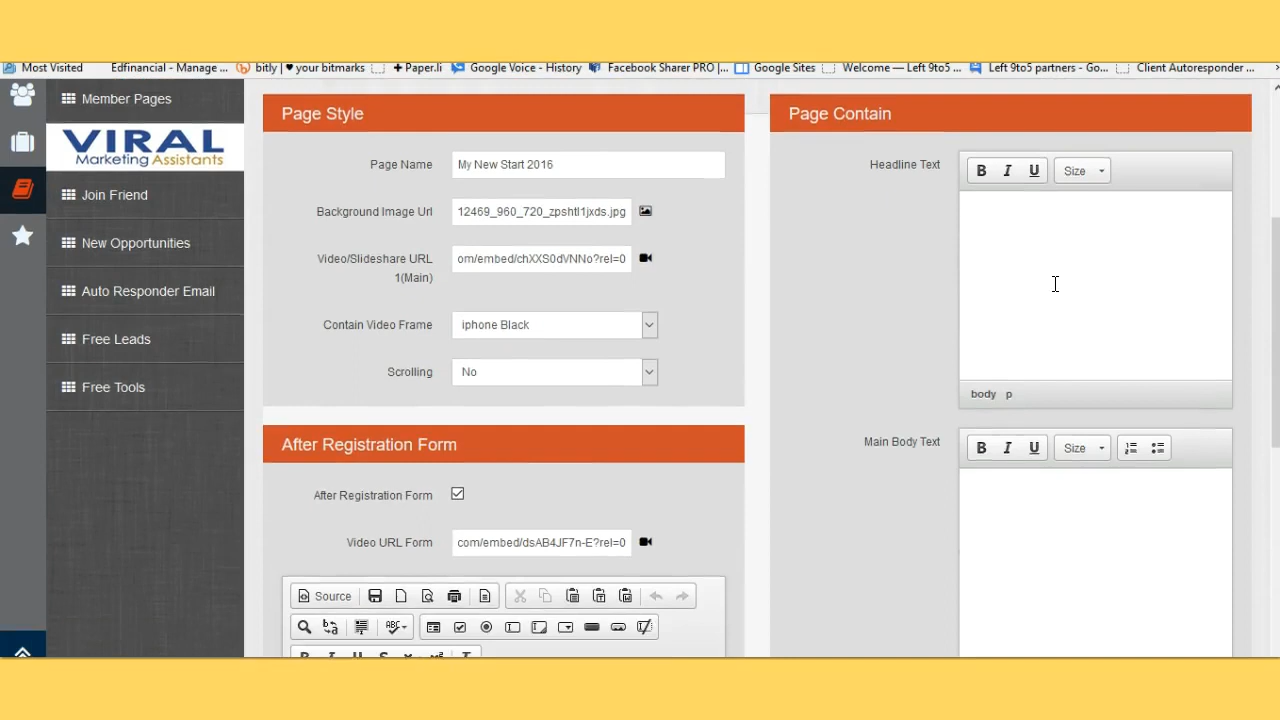 Most Visited Edfinancial - Manage ... bitly | ♥ your bitmarks + Paper.li Google Voice - History Facebook Sharer PRO |... Google Sites Welcome — Left 9to5 ... Left 9to5 partners - Go... Client Autoresponder ...
Member Pages
VIRAL
Marketing Assistants
Join Friend
New Opportunities
Auto Responder Email
Free Leads
Free Tools
Page Style
Page Name My New Start 2016
Background Image Url 12469_960_720_zpshtl1jxds.jpg
Video/Slideshare URL om/embed/chXXS0dVNNo?rel=0
1(Main)
Contain Video Frame iphone Black
Scrolling No
After Registration Form
After Registration Form
Video URL Form com/embed/dsAB4JF7n-E?rel=0
Source
Page Contain
Headline Text B I U Size
body p
Main Body Text B I U Size